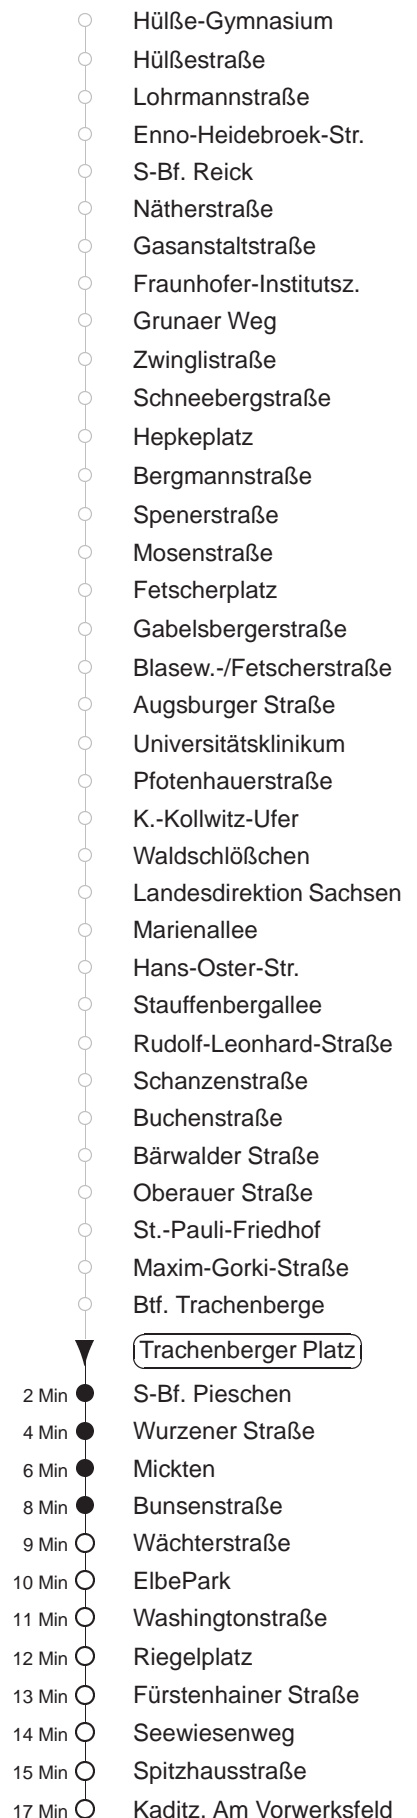 Hülße-Gymnasium
Hülßestraße
Lohrmannstraße
Enno-Heidebroek-Str.
S-Bf. Reick
Nätherstraße
Gasanstaltstraße
Fraunhofer-Institutsz.
Grunaer Weg
Zwinglistraße
Schneebergstraße
Hepkeplatz
Bergmannstraße
Spenerstraße
Mosenstraße
Fetscherplatz
Gabelsbergerstraße
Blasew.-/Fetscherstraße
Augsburger Straße
Universitätsklinikum
Pfotenhauerstraße
K.-Kollwitz-Ufer
Waldschlößchen
Landesdirektion Sachsen
Marienallee
Hans-Oster-Str.
Stauffenbergallee
Rudolf-Leonhard-Straße
Schanzenstraße
Buchenstraße
Bärwalder Straße
Oberauer Straße
St.-Pauli-Friedhof
Maxim-Gorki-Straße
Btf. Trachenberge
Trachenberger Platz
2 Min S-Bf. Pieschen
4 Min Wurzener Straße
6 Min Mickten
8 Min Bunsenstraße
9 Min Wächterstraße
10 Min ElbePark
11 Min Washingtonstraße
12 Min Riegelplatz
13 Min Fürstenhainer Straße
14 Min Seewiesenweg
15 Min Spitzhausstraße
17 Min Kaditz, Am Vorwerksfeld